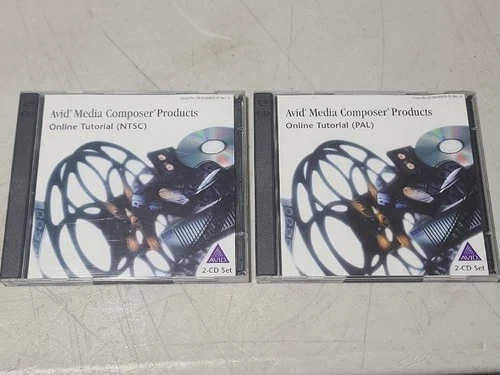 Avid® Media Composer® Products
Online Tutorial (NTSC)
AVID
2-CD Set
Avid® Media Composer® Products
Online Tutorial (PAL)
AVID
2-CD Set